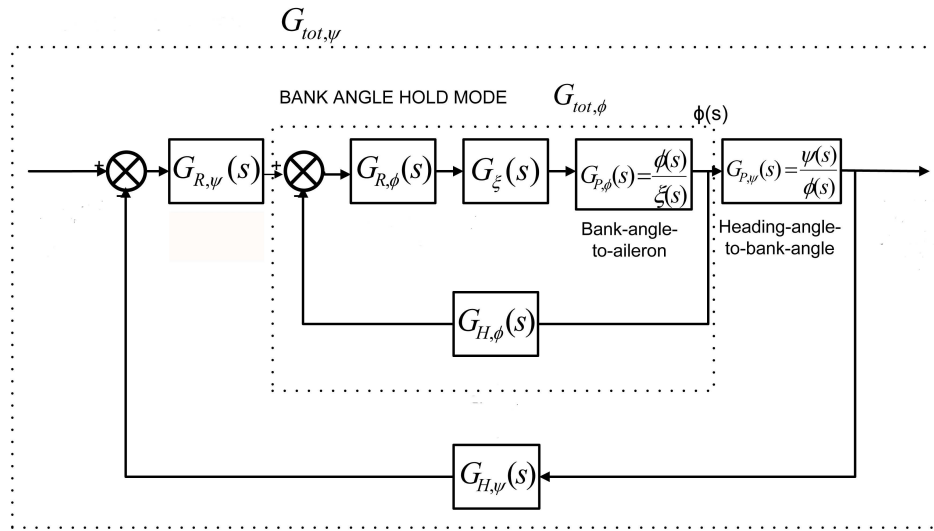 G_{tot,ψ}
BANK ANGLE HOLD MODE
G_{tot,ϕ}
ϕ(s)
+
G_{R,ψ}(s)
+
G_{R,ϕ}(s)
G_ξ(s)
G_{P,ϕ}(s)=ϕ(s)/ξ(s)
G_{P,ψ}(s)=ψ(s)/ϕ(s)
−
−
Bank-angle-
to-aileron
Heading-angle-
to-bank-angle
G_{H,ϕ}(s)
G_{H,ψ}(s)